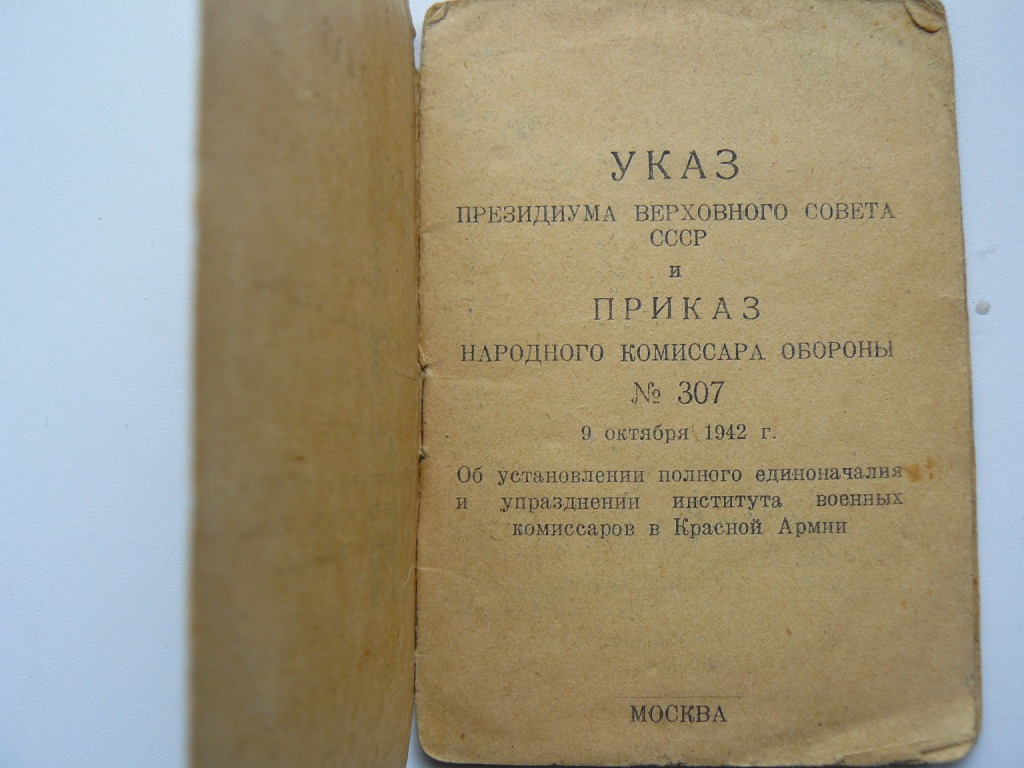 УКАЗ
ПРЕЗИДИУМА ВЕРХОВНОГО СОВЕТА
СССР
и
ПРИКАЗ
НАРОДНОГО КОМИССАРА ОБОРОНЫ
№ 307
9 октября 1942 г.
Об установлении полного единоначалия
и упразднении института военных
комиссаров в Красной Армии
МОСКВА